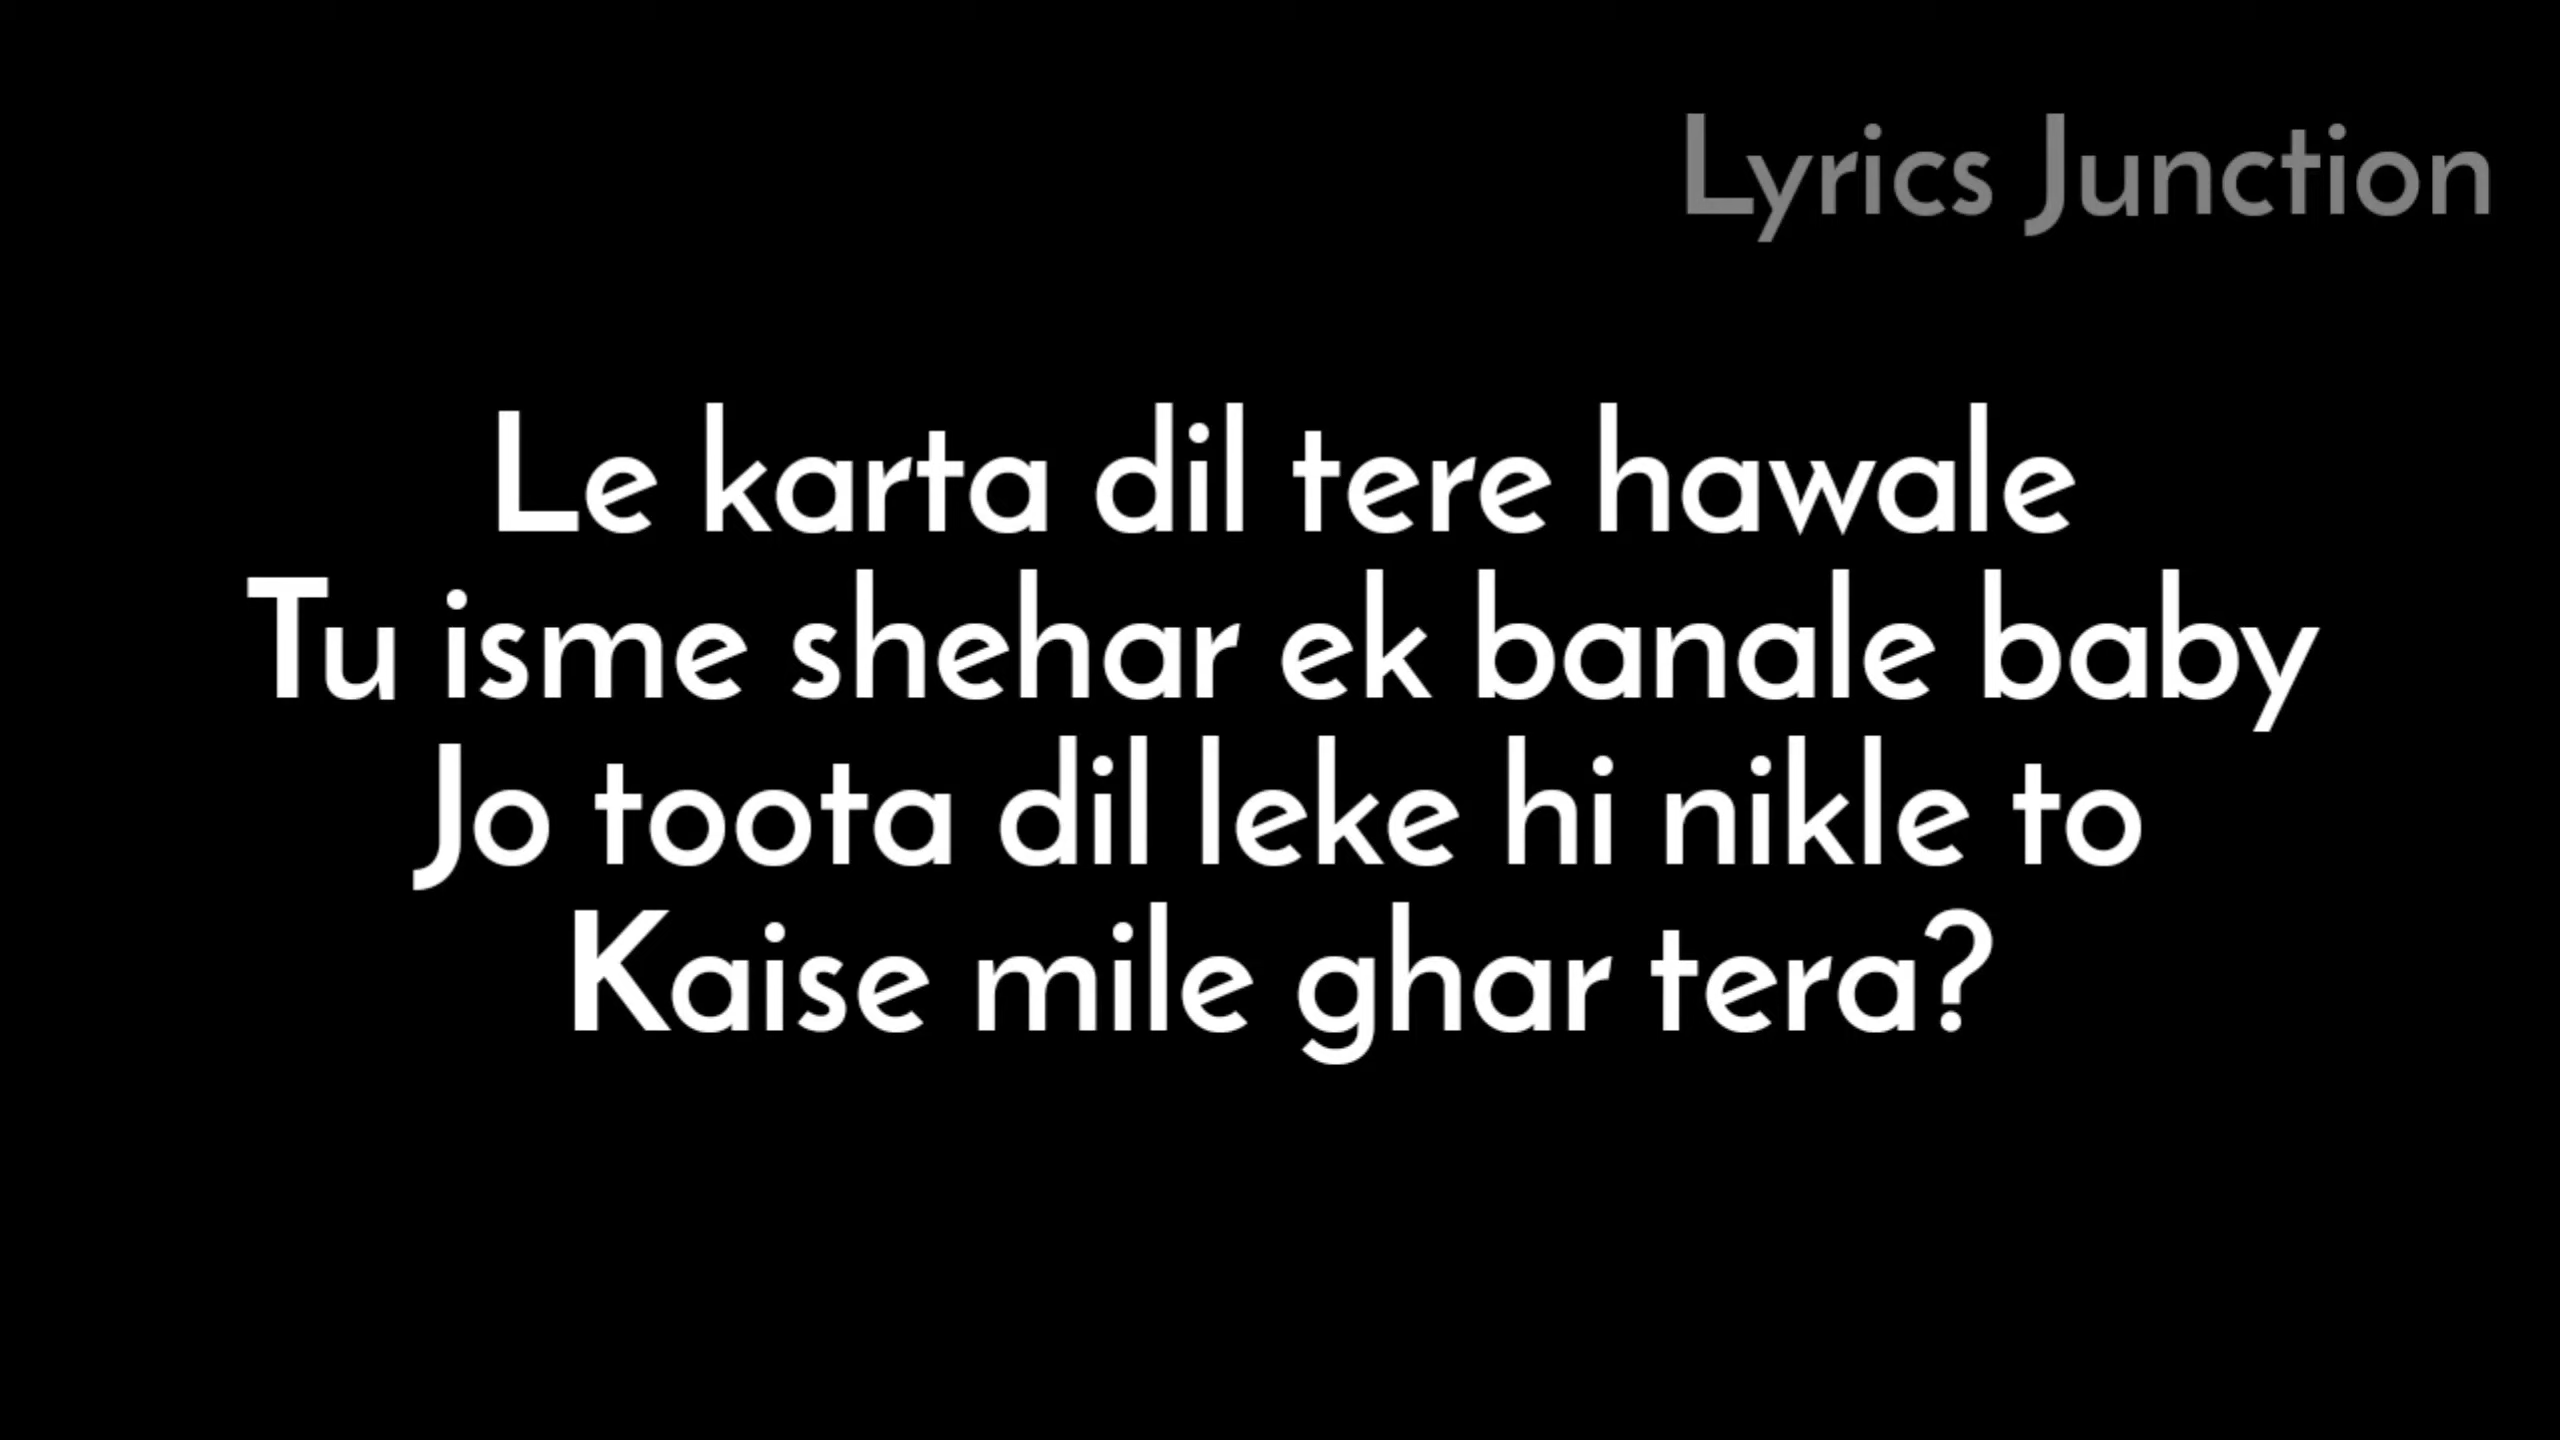 Lyrics Junction
Le karta dil tere hawale
Tu isme shehar ek banale baby
Jo toota dil leke hi nikle to
Kaise mile ghar tera?